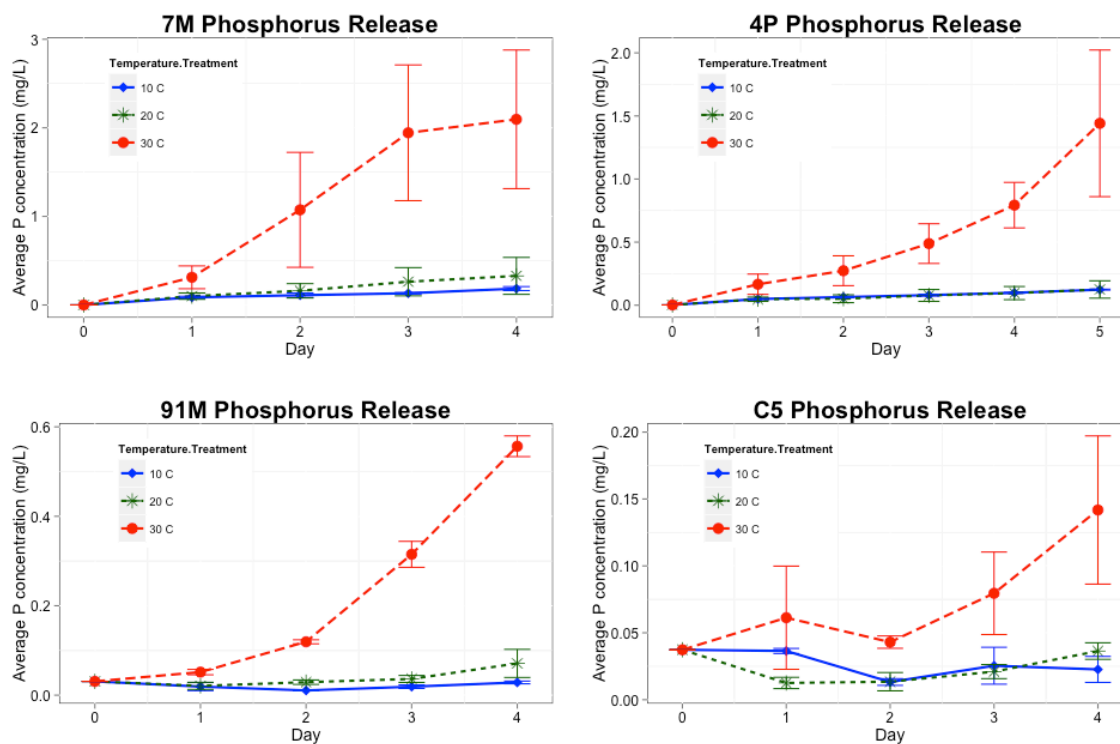 7M Phosphorus Release
Average P concentration (mg/L)
3
2
1
0
Temperature.Treatment
10 C
20 C
30 C
0 1 2 3 4
Day
4P Phosphorus Release
Average P concentration (mg/L)
2.0
1.5
1.0
0.5
0.0
Temperature.Treatment
10 C
20 C
30 C
0 1 2 3 4 5
Day
91M Phosphorus Release
Average P concentration (mg/L)
0.6
0.4
0.2
0.0
Temperature.Treatment
10 C
20 C
30 C
0 1 2 3 4
Day
C5 Phosphorus Release
Average P concentration (mg/L)
0.20
0.15
0.10
0.05
0.00
Temperature.Treatment
10 C
20 C
30 C
0 1 2 3 4
Day